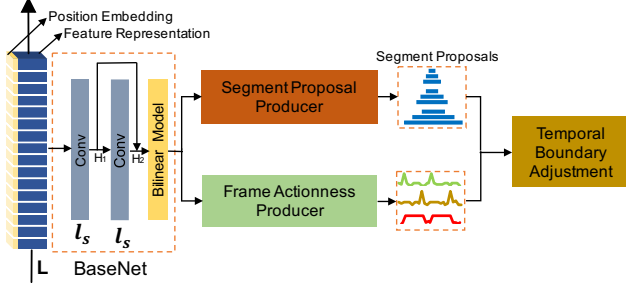 Position Embedding
Feature Representation
Segment Proposals
Segment Proposal
Producer
Conv
H1
Conv
H2
Bilinear Model
Temporal
Boundary
Adjustment
Frame Actionness
Producer
ls
ls
L
BaseNet